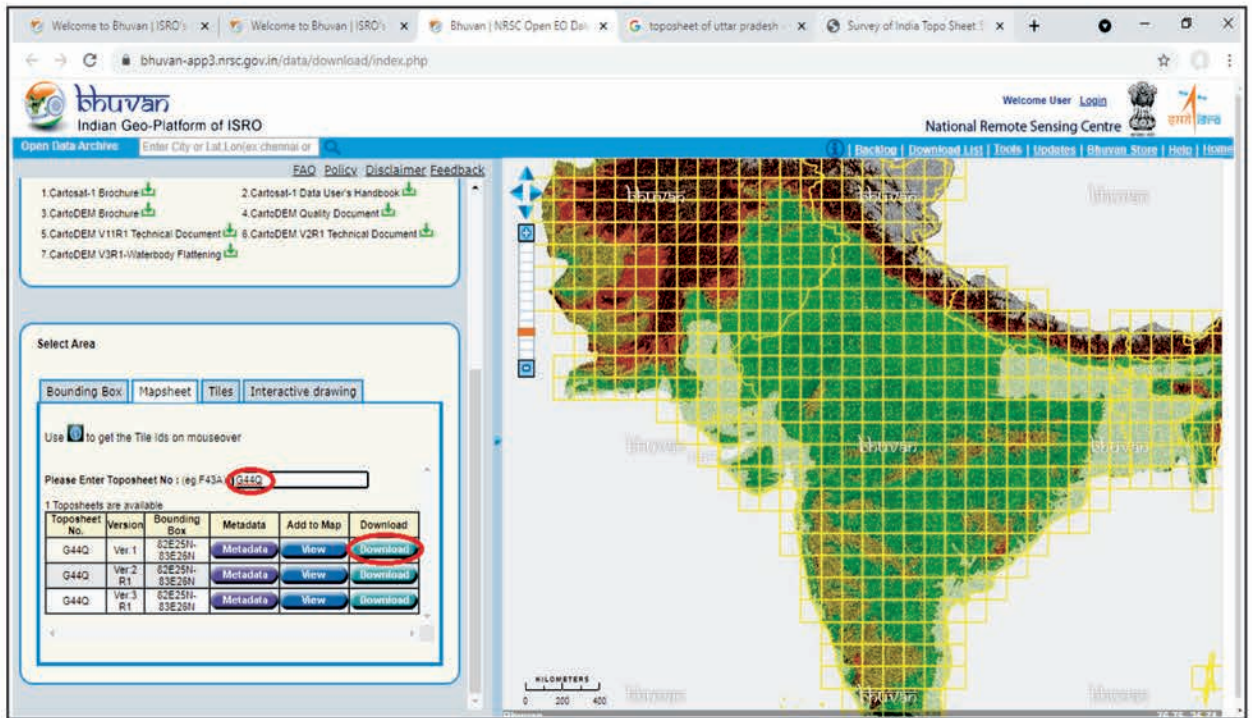 Welcome to Bhuvan | ISRO's
Welcome to Bhuvan | ISRO's
Bhuvan | NRSC Open EO Dat
toposheet of uttar pradesh -
Survey of India Topo Sheet
bhuvan-app3.nrsc.gov.in/data/download/index.php
bhuvan
Indian Geo-Platform of ISRO
Welcome User Login
National Remote Sensing Centre
इसरो isro
Open Data Archive
Enter City or Lat,Lon(ex:chennai or
| Backlog | Download List | Tools | Updates | Bhuvan Store | Help | Home
FAQ Policy Disclaimer Feedback
1.Cartosat-1 Brochure
2.Cartosat-1 Data User's Handbook
3.CartoDEM Brochure
4.CartoDEM Quality Document
5.CartoDEM V11R1 Technical Document
6.CartoDEM V2R1 Technical Document
7.CartoDEM V3R1-Waterbody Flattening
Select Area
Bounding Box Mapsheet Tiles Interactive drawing
Use to get the Tile ids on mouseover
Please Enter Toposheet No : (eg.F43A) G44Q
1 Toposheets are available
Toposheet No. Version Bounding Box Metadata Add to Map Download
G44Q Ver:1 82E25N-83E26N Metadata View Download
G44Q Ver:2 R1 82E25N-83E26N Metadata View Download
G44Q Ver:3 R1 82E25N-83E26N Metadata View Download
bhuvan bhuvan bhuvan
bhuvan bhuvan bhuvan
KILOMETERS
0 200 400
bhuvan bhuvan bhuvan
Bhuvan